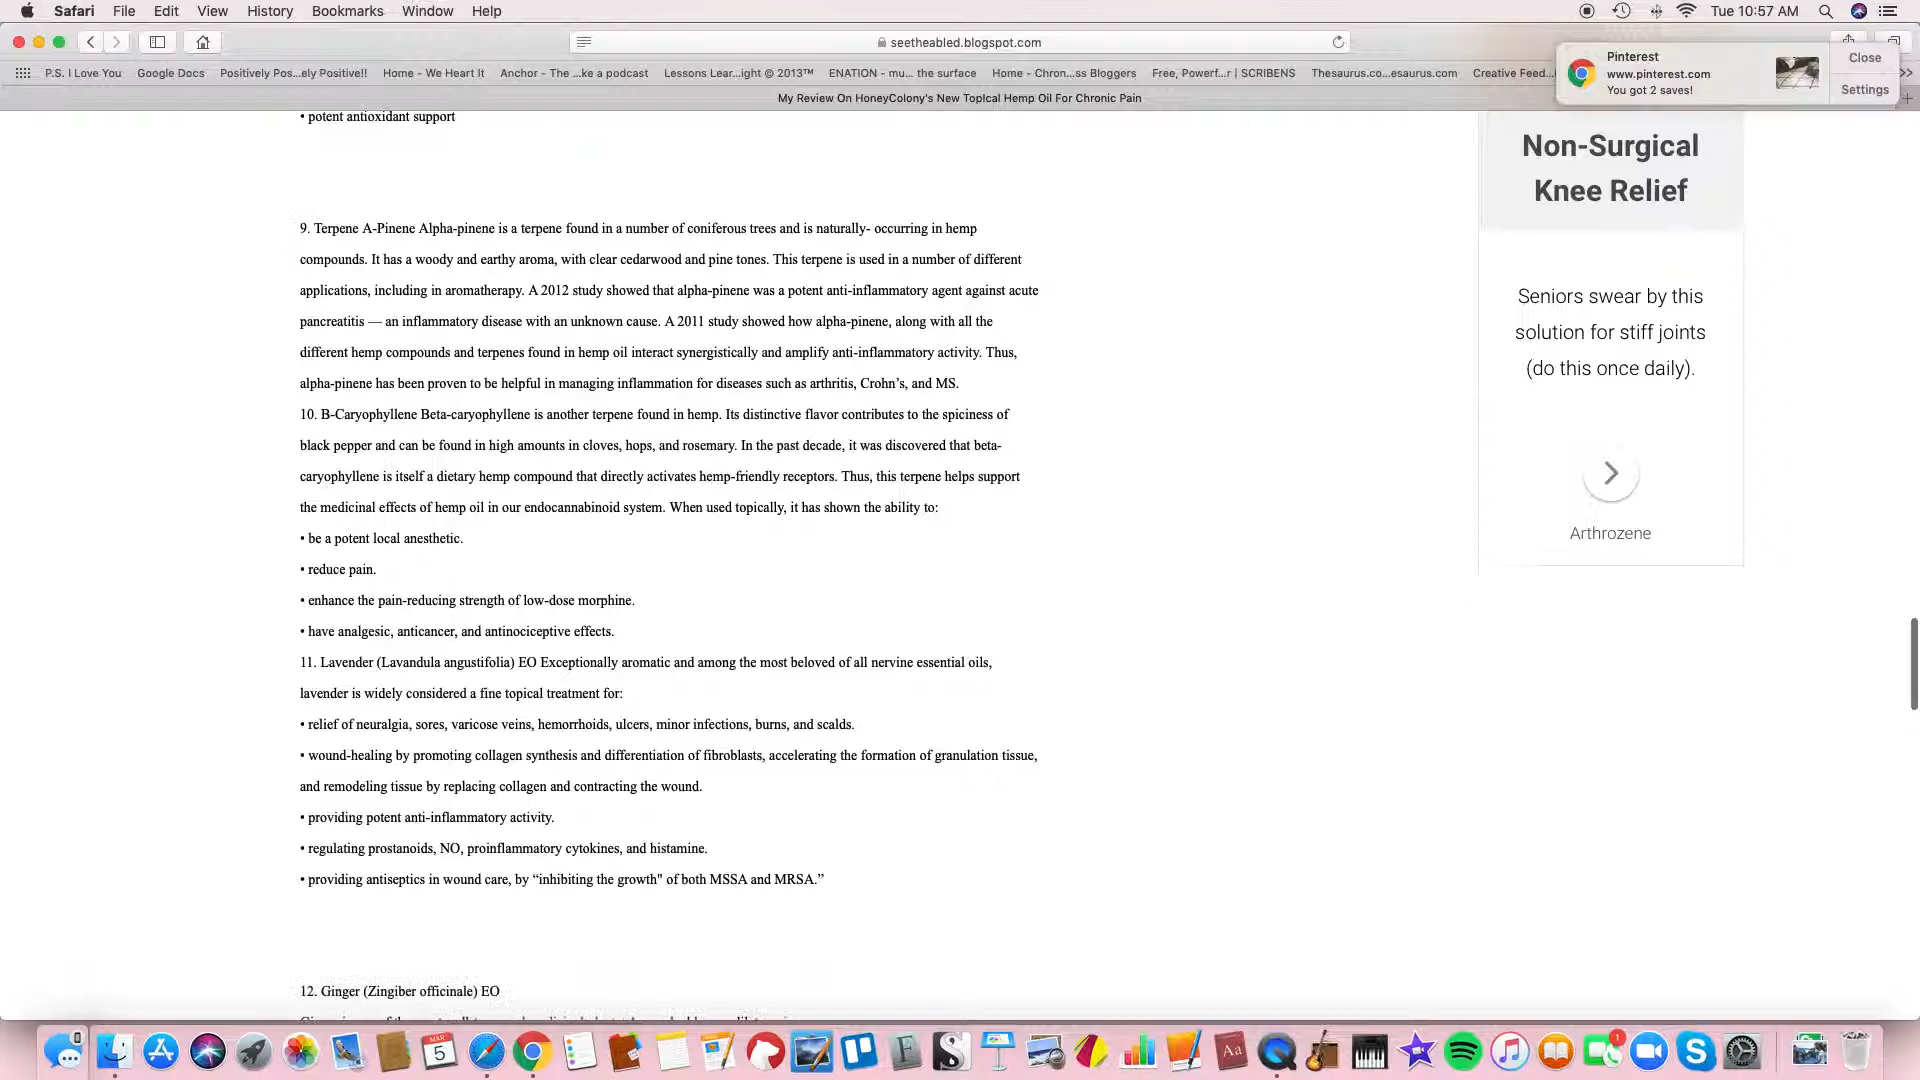 Safari File Edit View History Bookmarks Window Help Tue 10:57 AM
seetheabled.blogspot.com
P.S. I Love You Google Docs Positively Pos...ely Positive!! Home - We Heart It Anchor - The ...ke a podcast Lessons Lear...ight © 2013™ ENATION - mu... the surface Home - Chron...ss Bloggers Free, Powerf...r | SCRIBENS Thesaurus.co...esaurus.com Creative Feed...
My Review On HoneyColony's New Topical Hemp Oil For Chronic Pain
Pinterest
www.pinterest.com
You got 2 saves!
Close
Settings
• potent antioxidant support
9. Terpene A-Pinene Alpha-pinene is a terpene found in a number of coniferous trees and is naturally- occurring in hemp
compounds. It has a woody and earthy aroma, with clear cedarwood and pine tones. This terpene is used in a number of different
applications, including in aromatherapy. A 2012 study showed that alpha-pinene was a potent anti-inflammatory agent against acute
pancreatitis — an inflammatory disease with an unknown cause. A 2011 study showed how alpha-pinene, along with all the
different hemp compounds and terpenes found in hemp oil interact synergistically and amplify anti-inflammatory activity. Thus,
alpha-pinene has been proven to be helpful in managing inflammation for diseases such as arthritis, Crohn’s, and MS.
10. B-Caryophyllene Beta-caryophyllene is another terpene found in hemp. Its distinctive flavor contributes to the spiciness of
black pepper and can be found in high amounts in cloves, hops, and rosemary. In the past decade, it was discovered that beta-
caryophyllene is itself a dietary hemp compound that directly activates hemp-friendly receptors. Thus, this terpene helps support
the medicinal effects of hemp oil in our endocannabinoid system. When used topically, it has shown the ability to:
• be a potent local anesthetic.
• reduce pain.
• enhance the pain-reducing strength of low-dose morphine.
• have analgesic, anticancer, and antinociceptive effects.
11. Lavender (Lavandula angustifolia) EO Exceptionally aromatic and among the most beloved of all nervine essential oils,
lavender is widely considered a fine topical treatment for:
• relief of neuralgia, sores, varicose veins, hemorrhoids, ulcers, minor infections, burns, and scalds.
• wound-healing by promoting collagen synthesis and differentiation of fibroblasts, accelerating the formation of granulation tissue,
and remodeling tissue by replacing collagen and contracting the wound.
• providing potent anti-inflammatory activity.
• regulating prostanoids, NO, proinflammatory cytokines, and histamine.
• providing antiseptics in wound care, by “inhibiting the growth" of both MSSA and MRSA.”
12. Ginger (Zingiber officinale) EO
Non-Surgical
Knee Relief
Seniors swear by this
solution for stiff joints
(do this once daily).
Arthrozene
MAR
5
Aa
1